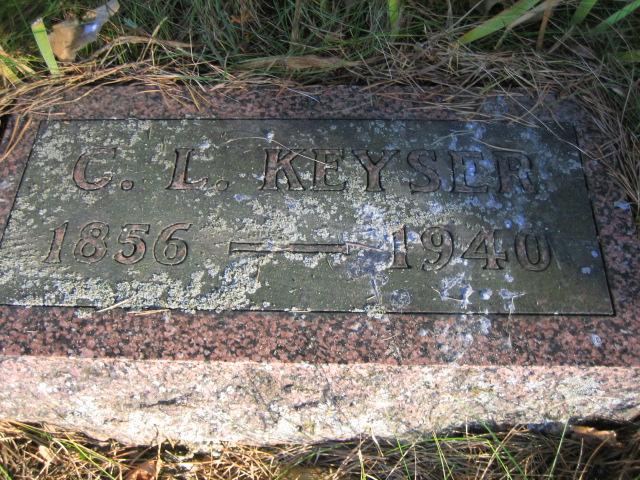 C. L. KEYSER
1856 — 1940